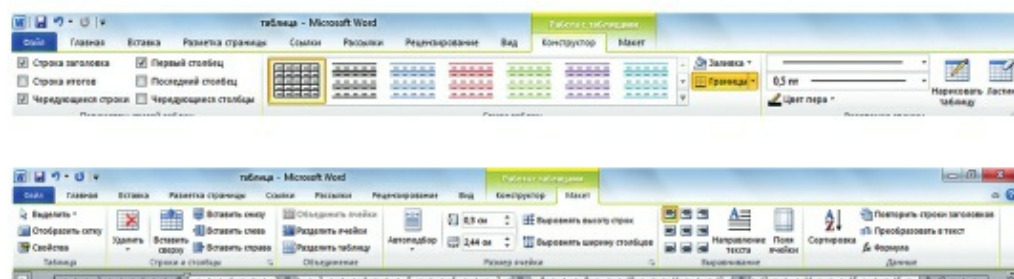 таблица - Microsoft Word
Работа с таблицами
Файл Главная Вставка Разметка страницы Ссылки Рассылки Рецензирование Вид Конструктор Макет
Строка заголовка Первый столбец
Строка итогов Последний столбец
Чередующиеся строки Чередующиеся столбцы
Заливка
Границы
0,5 пт
Цвет пера
Нарисовать таблицу
Ластик
таблица - Microsoft Word
Работа с таблицами
Файл Главная Вставка Разметка страницы Ссылки Рассылки Рецензирование Вид Конструктор Макет
Выделить
Отобразить сетку
Свойства
Таблица
Удалить
Вставить сверху
Вставить снизу
Вставить слева
Вставить справа
Строки и столбцы
Объединить ячейки
Разделить ячейки
Разделить таблицу
Объединение
Автоподбор
2,44 см
Выровнять высоту строк
Выровнять ширину столбцов
Размер ячейки
Направление текста
Поля ячейки
Выравнивание
Сортировка
Повторить строки заголовков
Преобразовать в текст
Формула
Данные